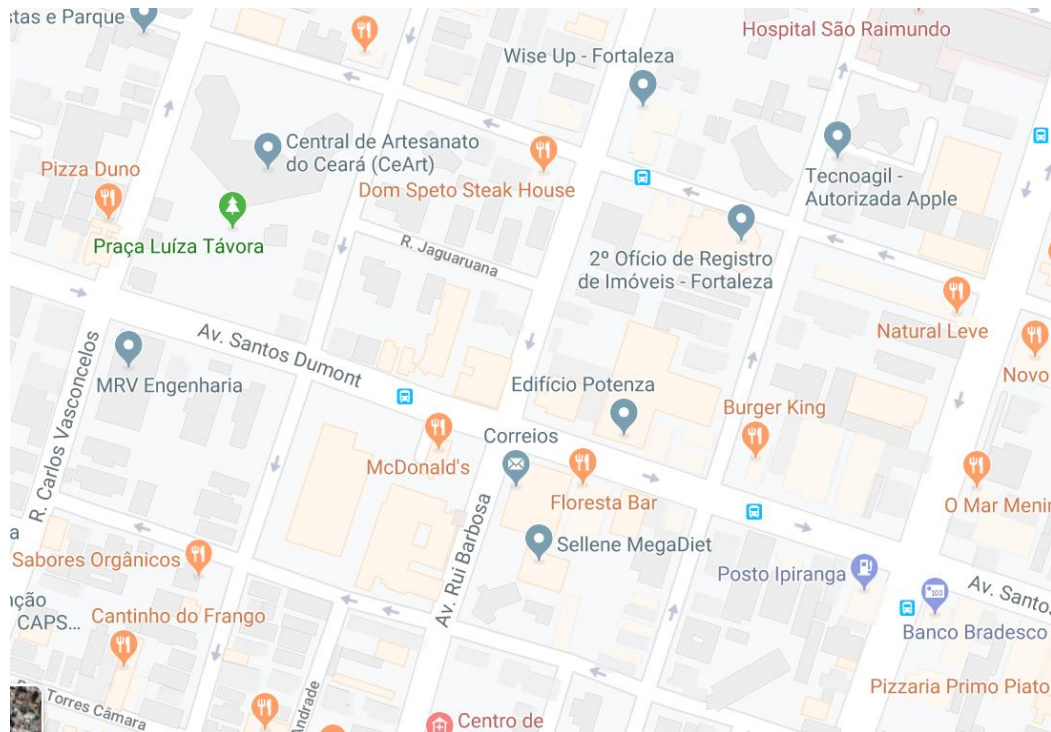 stas e Parque
Hospital São Raimundo
Wise Up - Fortaleza
Central de Artesanato
do Ceará (CeArt)
Pizza Duno
Dom Speto Steak House
Tecnoagil -
Autorizada Apple
Praça Luíza Távora
R. Jaguaruana
2º Ofício de Registro
de Imóveis - Fortaleza
Natural Leve
Av. Santos Dumont
MRV Engenharia
Edifício Potenza
Novo
Burger King
R. Carlos Vasconcelos
Correios
McDonald's
Floresta Bar
O Mar Menin
a
Sabores Orgânicos
Av. Rui Barbosa
Sellene MegaDiet
Posto Ipiranga
Av. Santos
nção
CAPS...
Cantinho do Frango
Banco Bradesco
Pizzaria Primo Piato
Torres Câmara
Andrade
Centro de